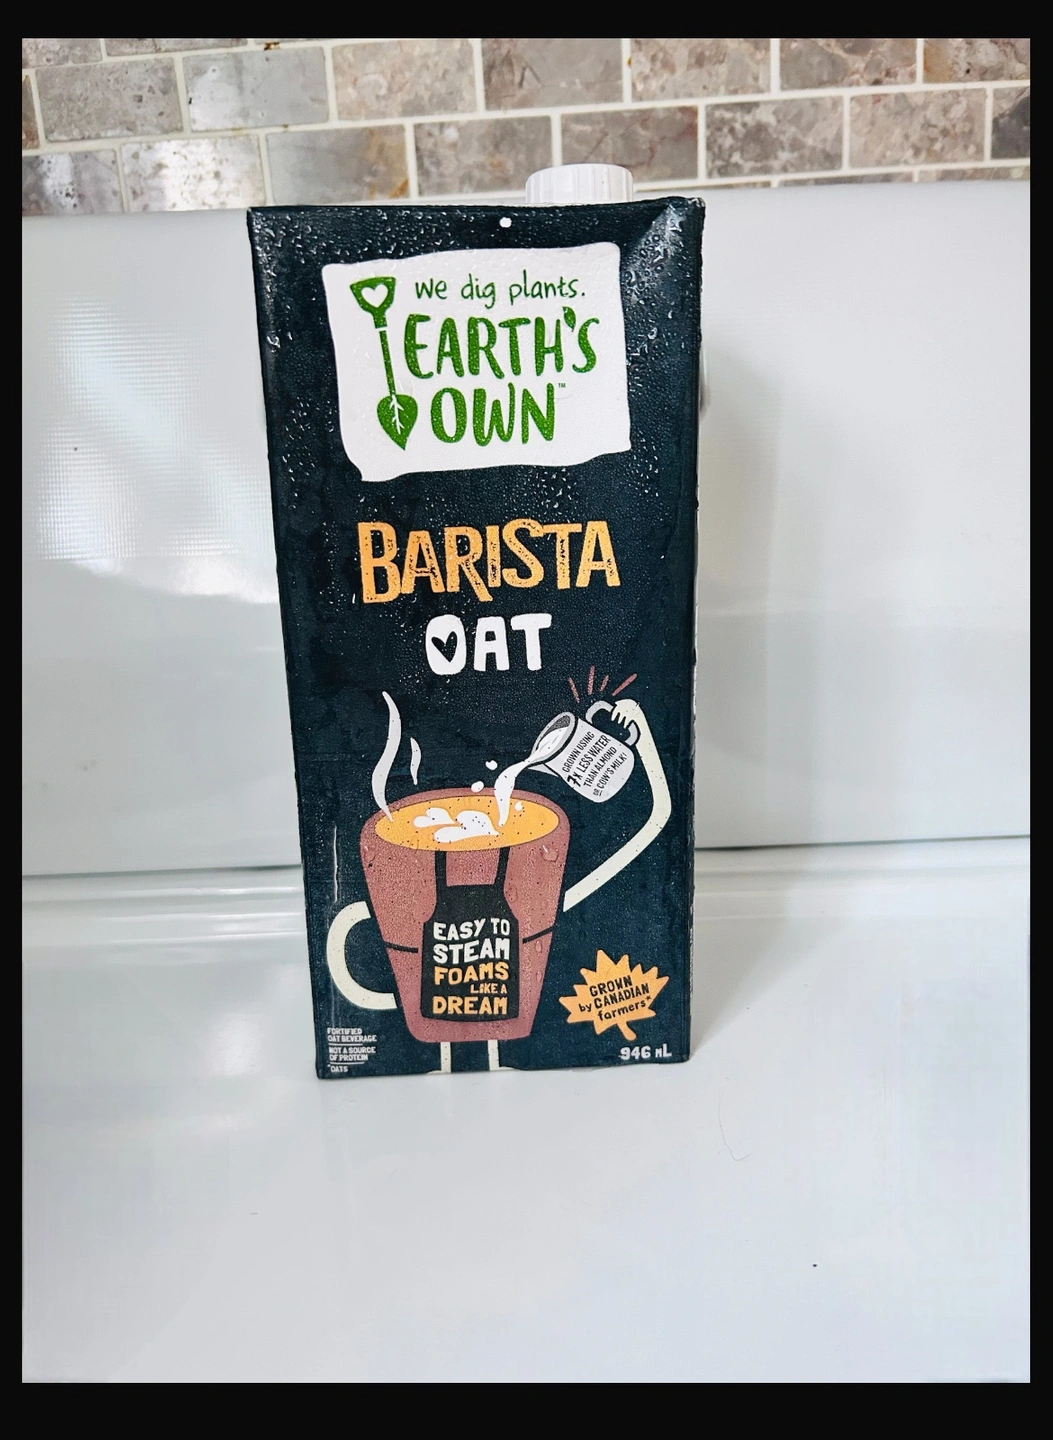 we dig plants.
EARTH'S
OWN™
BARISTA
OAT
GROWN USING
7X LESS WATER
THAN ALMOND
or COW'S MILK!
EASY TO
STEAM
FOAMS
LIKE A
DREAM
GROWN
by CANADIAN
farmers*
FORTIFIED
OAT BEVERAGE
NOT A SOURCE
OF PROTEIN
*OATS
946 mL